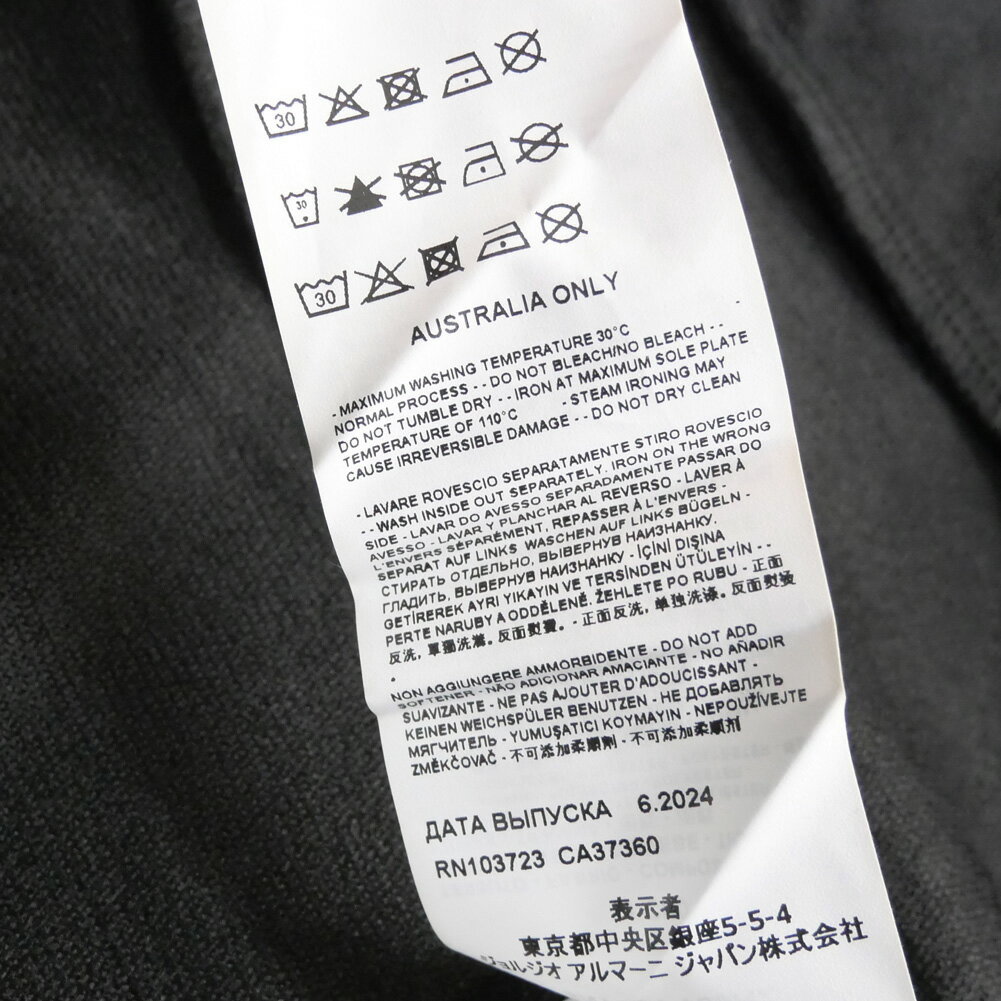 30
30
30
AUSTRALIA ONLY
- MAXIMUM WASHING TEMPERATURE 30°C
NORMAL PROCESS - - DO NOT BLEACH/NO BLEACH - -
DO NOT TUMBLE DRY - - IRON AT MAXIMUM SOLE PLATE
TEMPERATURE OF 110°C - STEAM IRONING MAY
CAUSE IRREVERSIBLE DAMAGE - - DO NOT DRY CLEAN
- LAVARE ROVESCIO SEPARATAMENTE STIRO ROVESCIO
- - WASH INSIDE OUT SEPARATELY. IRON ON THE WRONG
SIDE - LAVAR DO AVESSO SEPARADAMENTE PASSAR DO
AVESSO - LAVAR Y PLANCHAR AL REVERSO - LAVER À
L'ENVERS SÉPARÉMENT, REPASSER À L'ENVERS -
SEPARAT AUF LINKS WASCHEN AUF LINKS BÜGELN -
СТИРАТЬ ОТДЕЛЬНО, ВЫВЕРНУВ НАИЗНАНКУ.
ГЛАДИТЬ, ВЫВЕРНУВ НАИЗНАНКУ - İÇİNİ DIŞINA
GETİREREK AYRI YIKAYIN VE TERSİNDEN ÜTÜLEYİN - -
PERTE NARUBY A ODDĚLENĚ. ŽEHLETE PO RUBU - 正面
反洗, 單獨洗滌。反面熨燙。- 正面反洗, 单独洗涤。反面熨烫
-
NON AGGIUNGERE AMMORBIDENTE - DO NOT ADD
SOFTENER - NÃO ADICIONAR AMACIANTE - NO AÑADIR
SUAVIZANTE - NE PAS AJOUTER D'ADOUCISSANT -
KEINEN WEICHSPÜLER BENUTZEN - НЕ ДОБАВЛЯТЬ
МЯГЧИТЕЛЬ - YUMUŞATICI KOYMAYIN - NEPOUŽÍVEJTE
ZMĚKČOVAČ - 不可添加柔順劑 - 不可添加柔顺剂
ДАТА ВЫПУСКА 6.2024
RN103723 CA37360
表示者
東京都中央区銀座5-5-4
ジョルジオ アルマーニ ジャパン株式会社